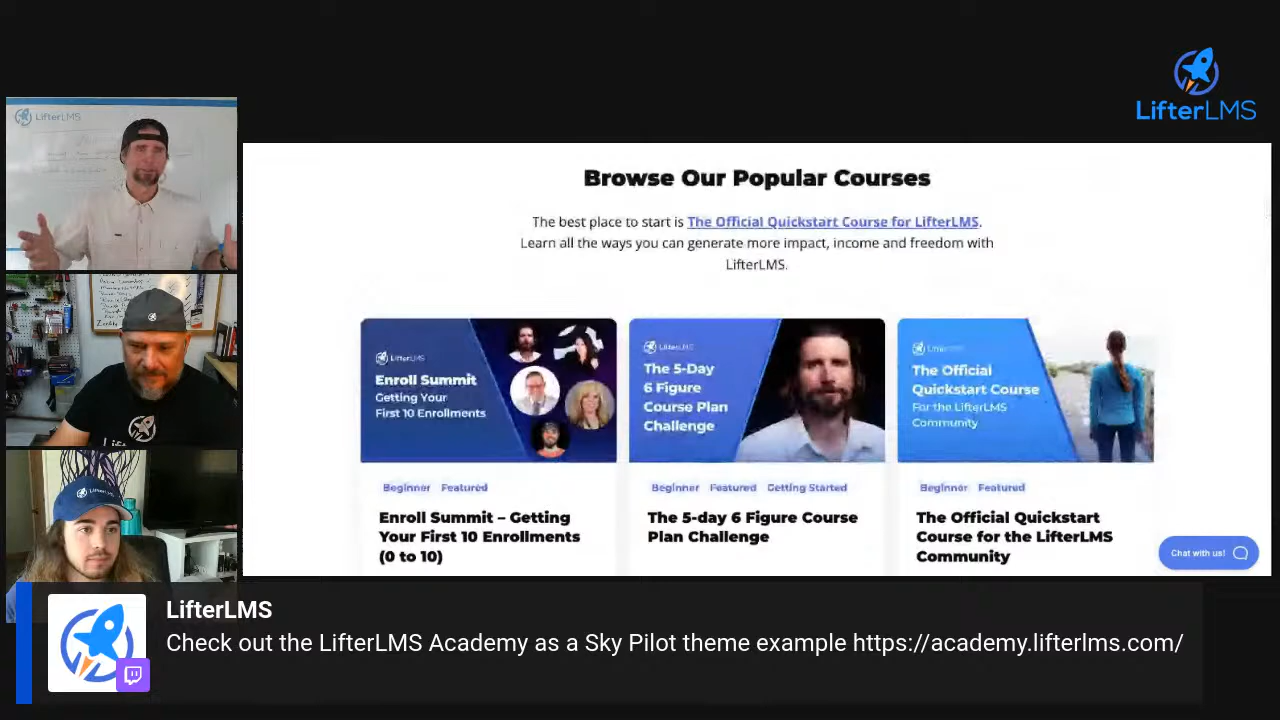 LifterLMS
LifterLMS
Browse Our Popular Courses
The best place to start is The Official Quickstart Course for LifterLMS.
Learn all the ways you can generate more impact, income and freedom with
LifterLMS.
LifterLMS
Enroll Summit
Getting Your
First 10 Enrollments
LifterLMS
The 5-Day
6 Figure
Course Plan
Challenge
LifterLMS
The Official
Quickstart Course
For the LifterLMS
Community
Beginner Featured
Beginner Featured Getting Started
Beginner Featured
Enroll Summit – Getting
Your First 10 Enrollments
(0 to 10)
The 5-day 6 Figure Course
Plan Challenge
The Official Quickstart
Course for the LifterLMS
Community
Chat with us!
LifterLMS
Check out the LifterLMS Academy as a Sky Pilot theme example https://academy.lifterlms.com/